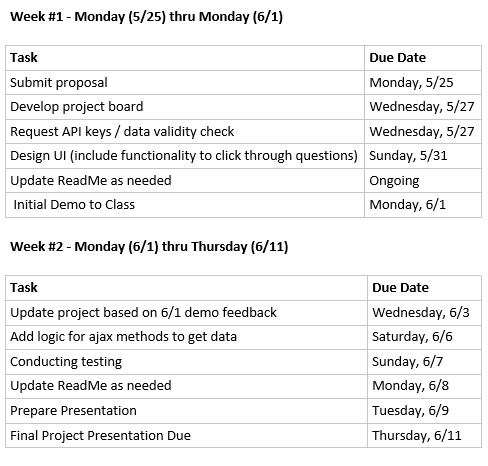 Week #1 - Monday (5/25) thru Monday (6/1)
Task Due Date
Submit proposal Monday, 5/25
Develop project board Wednesday, 5/27
Request API keys / data validity check Wednesday, 5/27
Design UI (include functionality to click through questions) Sunday, 5/31
Update ReadMe as needed Ongoing
Initial Demo to Class Monday, 6/1
Week #2 - Monday (6/1) thru Thursday (6/11)
Task Due Date
Update project based on 6/1 demo feedback Wednesday, 6/3
Add logic for ajax methods to get data Saturday, 6/6
Conducting testing Sunday, 6/7
Update ReadMe as needed Monday, 6/8
Prepare Presentation Tuesday, 6/9
Final Project Presentation Due Thursday, 6/11